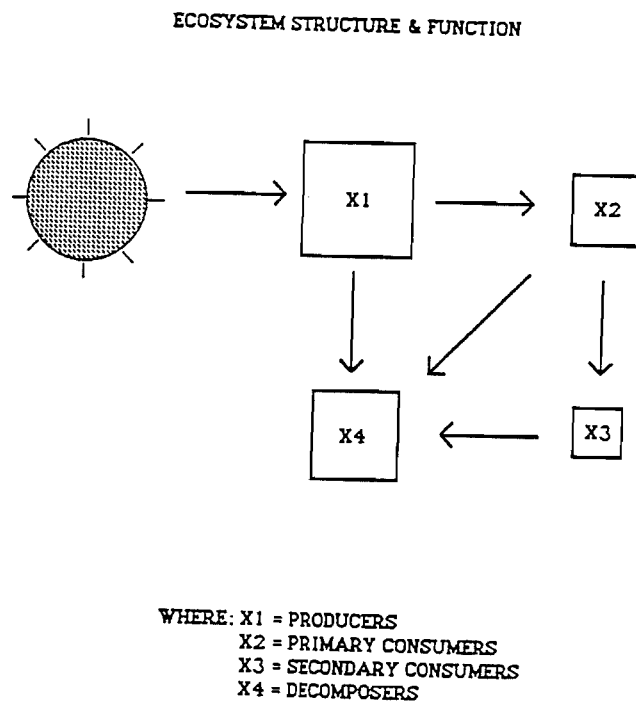 ECOSYSTEM STRUCTURE & FUNCTION
X1
X2
X4
X3
WHERE: X1 = PRODUCERS
X2 = PRIMARY CONSUMERS
X3 = SECONDARY CONSUMERS
X4 = DECOMPOSERS